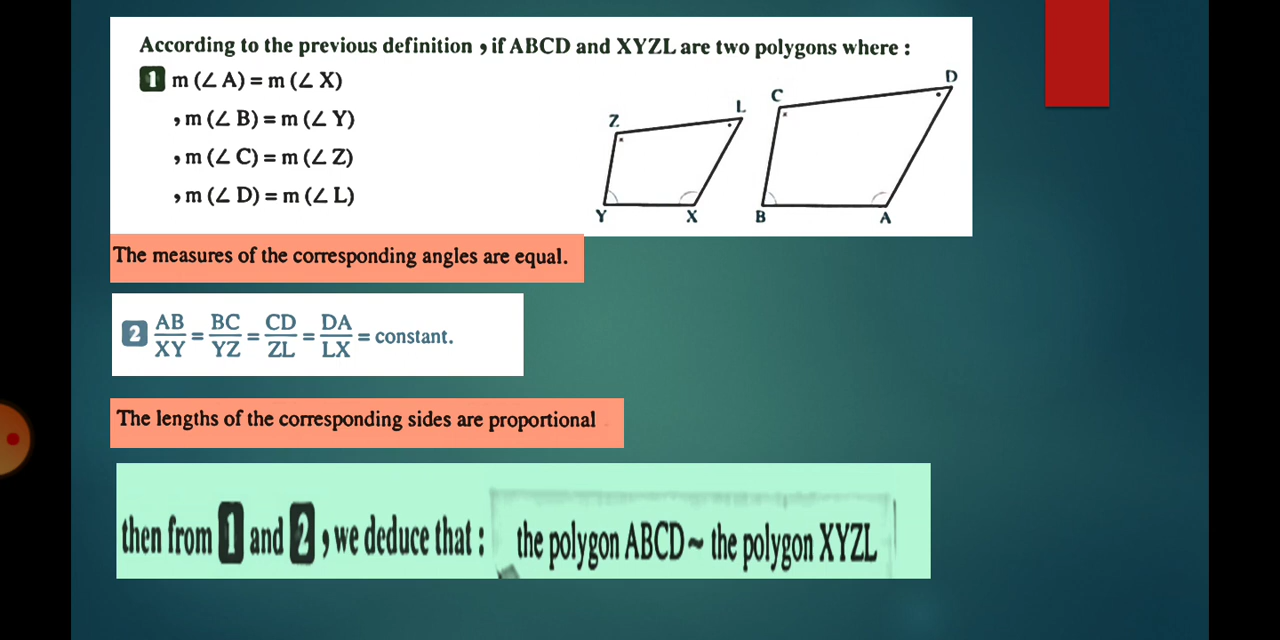 According to the previous definition , if ABCD and XYZL are two polygons where :
1 m (∠ A) = m (∠ X)
, m (∠ B) = m (∠ Y)
, m (∠ C) = m (∠ Z)
, m (∠ D) = m (∠ L)
Z L C D
Y X B A
The measures of the corresponding angles are equal.
2 AB/XY = BC/YZ = CD/ZL = DA/LX = constant.
The lengths of the corresponding sides are proportional
then from 1 and 2 , we deduce that : the polygon ABCD ~ the polygon XYZL